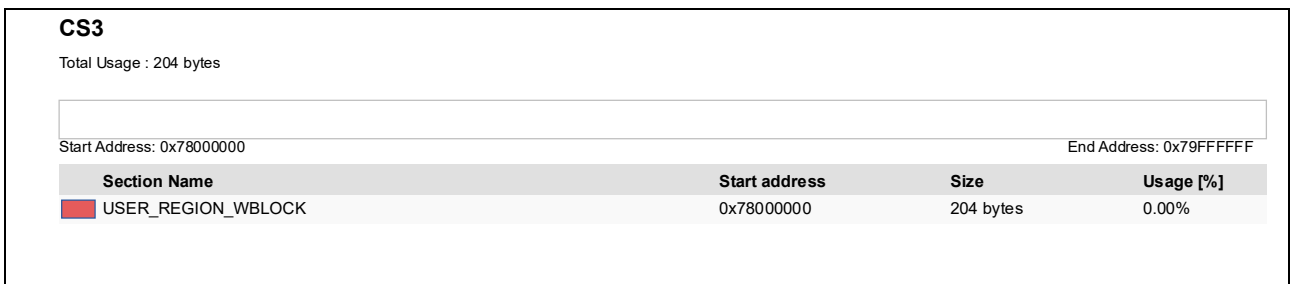 CS3
Total Usage : 204 bytes
Start Address: 0x78000000 End Address: 0x79FFFFFF
Section Name Start address Size Usage [%]
USER_REGION_WBLOCK 0x78000000 204 bytes 0.00%